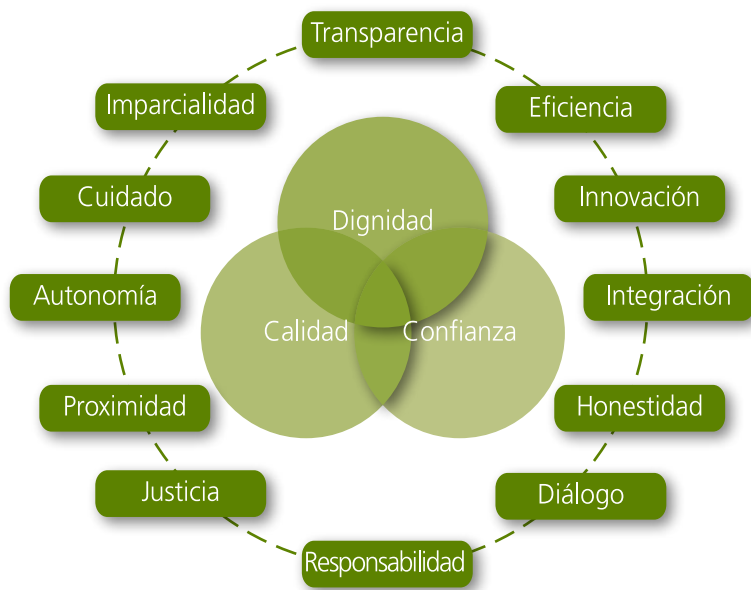 Transparencia
Imparcialidad
Eficiencia
Cuidado
Innovación
Dignidad
Autonomía
Integración
Calidad
Confianza
Proximidad
Honestidad
Justicia
Diálogo
Responsabilidad